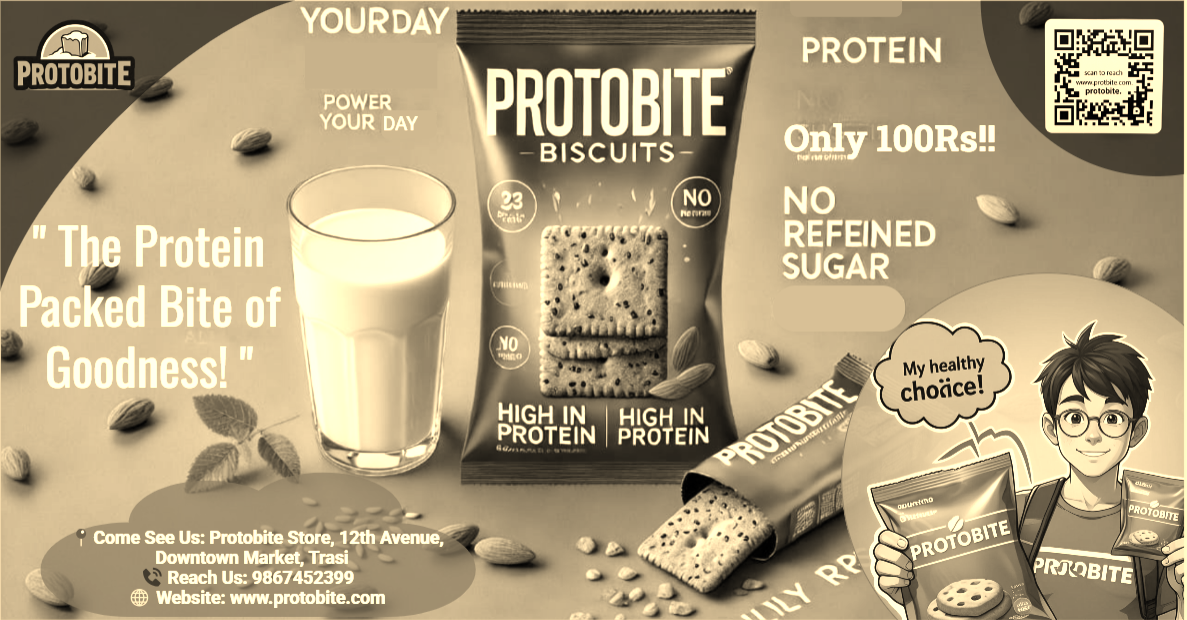 PROTOBITE
YOUR DAY
POWER
YOUR DAY
" The Protein
Packed Bite of
Goodness! "
PROTOBITE
BISCUITS
23
NO
NO
HIGH IN
PROTEIN
HIGH IN
PROTEIN
PROTEIN
Only 100Rs!!
NO
REFEINED
SUGAR
scan to reach
www.protbite.com
protobite.
PROTOBITE
My healthy
choice!
PROTOBITE
PROTOBITE
PROTOBITE
Come See Us: Protobite Store, 12th Avenue,
Downtown Market, Trasi
Reach Us: 9867452399
Website: www.protobite.com